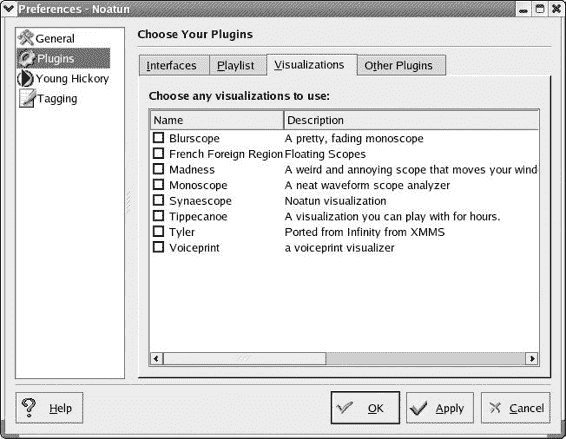 Preferences - Noatun
General
Plugins
Young Hickory
Tagging
Choose Your Plugins
Interfaces Playlist Visualizations Other Plugins
Choose any visualizations to use:
Name Description
Blurscope A pretty, fading monoscope
French Foreign Region Floating Scopes
Madness A weird and annoying scope that moves your wind
Monoscope A neat waveform scope analyzer
Synaescope Noatun visualization
Tippecanoe A visualization you can play with for hours.
Tyler Ported from Infinity from XMMS
Voiceprint a voiceprint visualizer
Help OK Apply Cancel